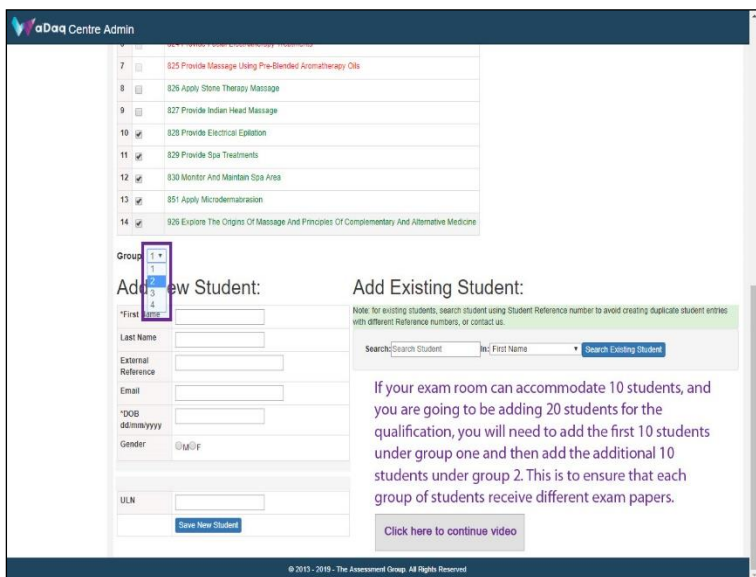 aDaq Centre Admin
824 Provide Facial Electrotherapy Treatments
7 825 Provide Massage Using Pre-Blended Aromatherapy Oils
8 826 Apply Stone Therapy Massage
9 827 Provide Indian Head Massage
10 828 Provide Electrical Epilation
11 829 Provide Spa Treatments
12 830 Monitor And Maintain Spa Area
13 851 Apply Microdermabrasion
14 926 Explore The Origins Of Massage And Principles Of Complementary And Alternative Medicine
Group 1
1
2
3
4
Add New Student:
*First Name
Last Name
External
Reference
Email
*DOB
dd/mm/yyyy
Gender M F
ULN
Save New Student
Add Existing Student:
Note: for existing students, search student using Student Reference number to avoid creating duplicate student entries
with different Reference numbers, or contact us.
Search: Search Student In: First Name Search Existing Student
If your exam room can accommodate 10 students, and
you are going to be adding 20 students for the
qualification, you will need to add the first 10 students
under group one and then add the additional 10
students under group 2. This is to ensure that each
group of students receive different exam papers.
Click here to continue video
© 2013 - 2019 - The Assessment Group. All Rights Reserved